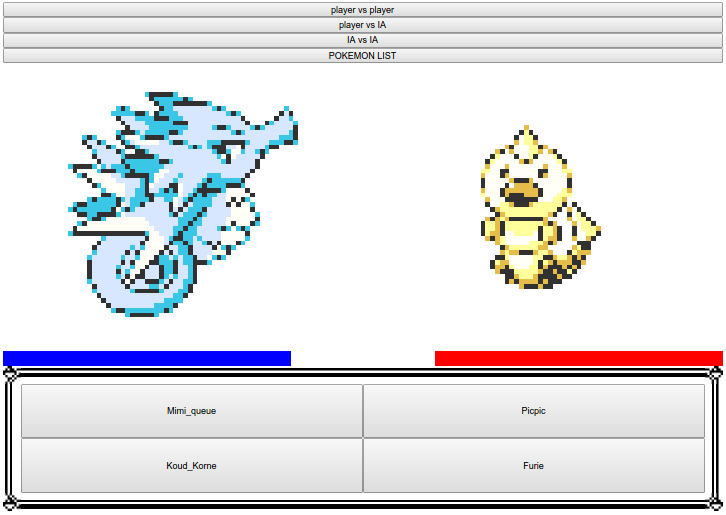 player vs player
player vs IA
IA vs IA
POKEMON LIST
Mimi_queue
Picpic
Koud_Korne
Furie